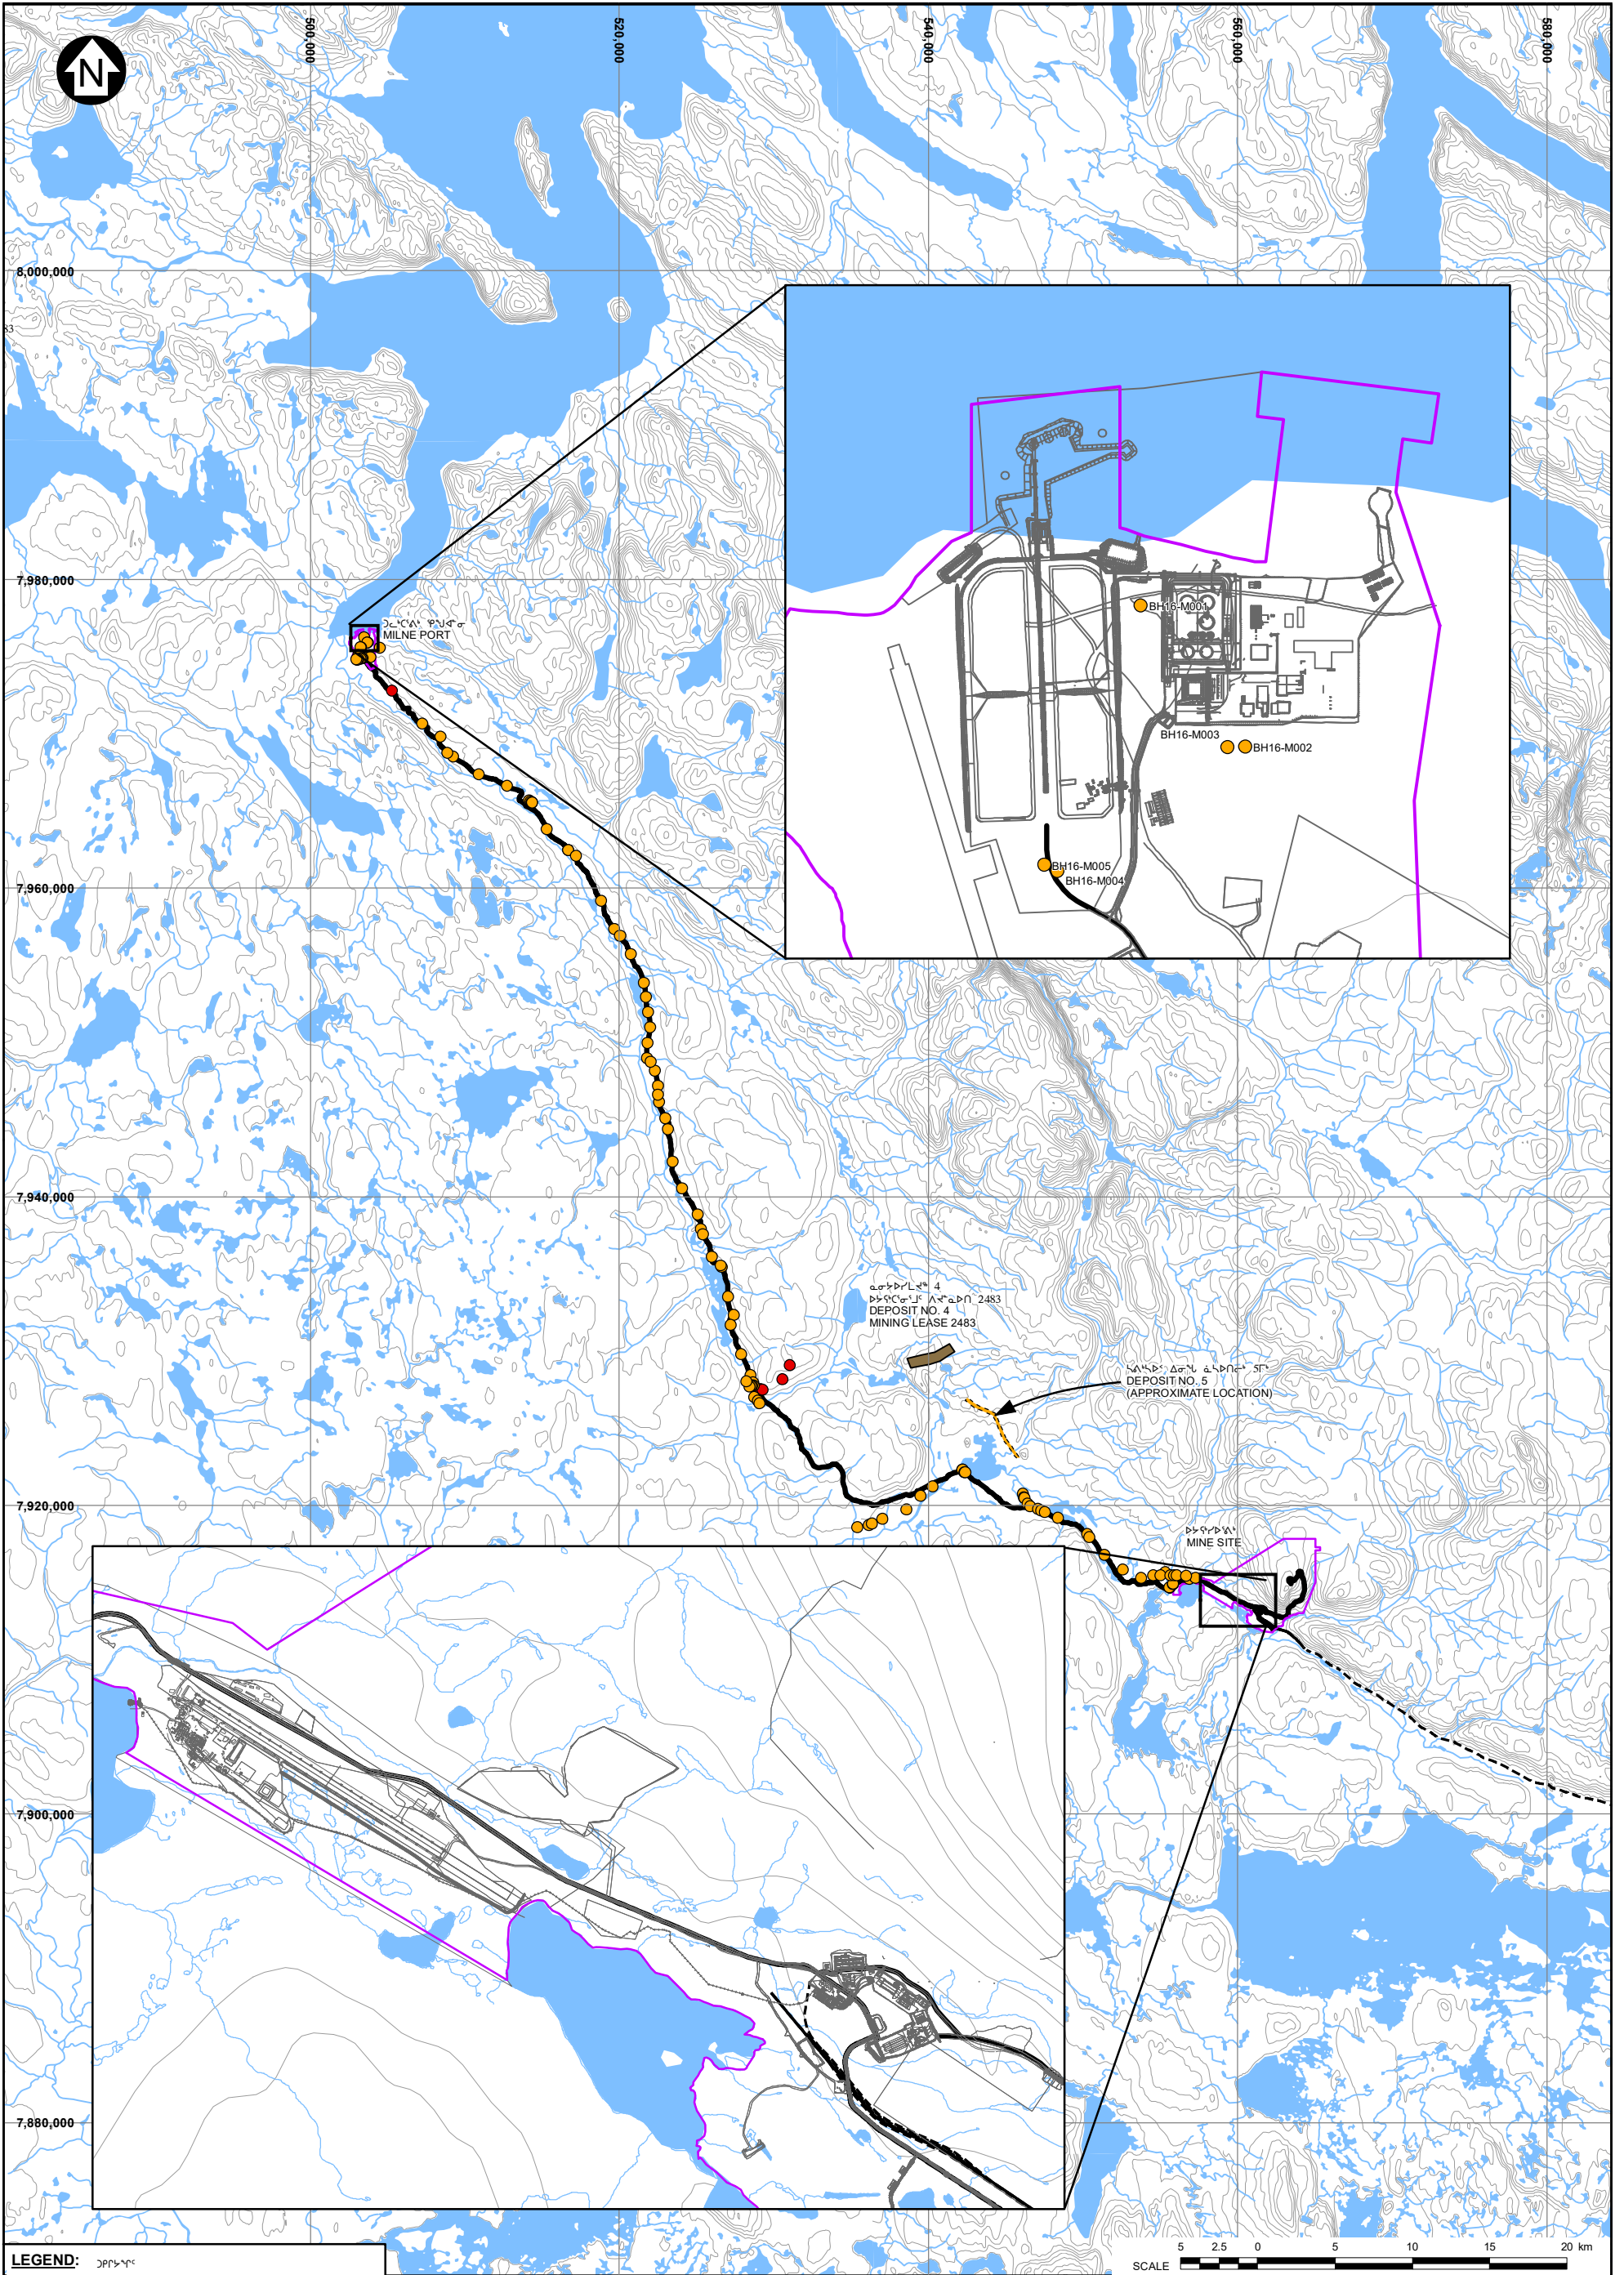 500,000
520,000
540,000
560,000
580,000
N
8,000,000
83
7,980,000
MILNE PORT
BH16-M001
BH16-M003
BH16-M002
BH16-M005
BH16-M004
7,960,000
7,940,000
4
2483
DEPOSIT NO. 4
MINING LEASE 2483
DEPOSIT NO. 5
(APPROXIMATE LOCATION)
7,920,000
MINE SITE
7,900,000
7,880,000
LEGEND:
5 2.5 0 5 10 15 20 km
SCALE